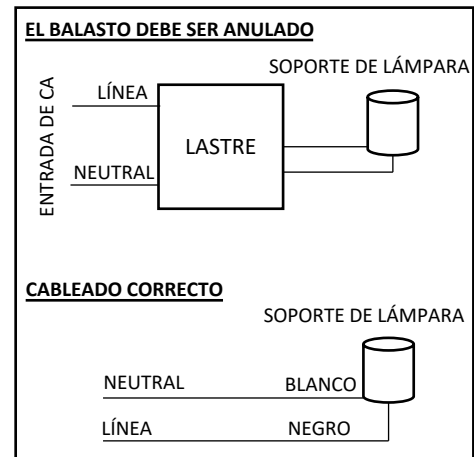 EL BALASTO DEBE SER ANULADO
SOPORTE DE LÁMPARA
ENTRADA DE CA
LÍNEA
LASTRE
NEUTRAL
CABLEADO CORRECTO
SOPORTE DE LÁMPARA
NEUTRAL BLANCO
LÍNEA NEGRO